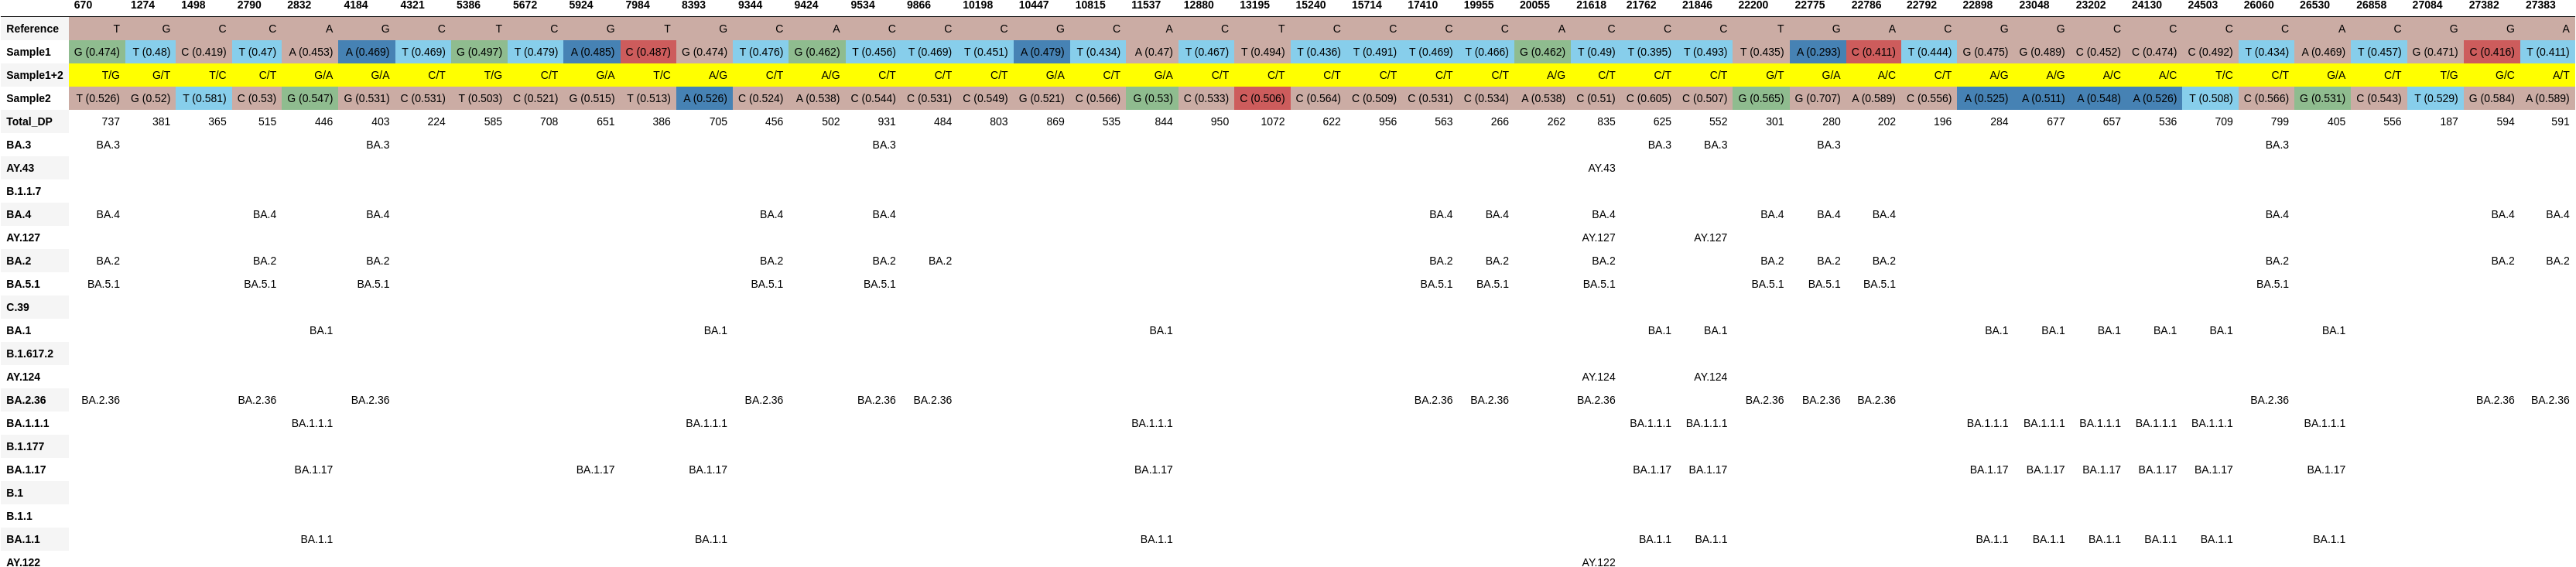 670 1274 1498 2790 2832 4184 4321 5386 5672 5924 7984 8393 9344 9424 9534 9866 10198 10447 10815 11537 12880 13195 15240 15714 17410 19955 20055 21618 21762 21846 22200 22775 22786 22792 22898 23048 23202 24130 24503 26060 26530 26858 27084 27382 27383
Reference T G C C A G C T C G T G C A C C C G C A C T C C C C A C C C T G A C G G C C C C A C G G A
Sample1 G (0.474) T (0.48) C (0.419) T (0.47) A (0.453) A (0.469) T (0.469) G (0.497) T (0.479) A (0.485) C (0.487) G (0.474) T (0.476) G (0.462) T (0.456) T (0.469) T (0.451) A (0.479) T (0.434) A (0.47) T (0.467) T (0.494) T (0.436) T (0.491) T (0.469) T (0.466) G (0.462) T (0.49) T (0.395) T (0.493) T (0.435) A (0.293) C (0.411) T (0.444) G (0.475) G (0.489) C (0.452) C (0.474) C (0.492) T (0.434) A (0.469) T (0.457) G (0.471) C (0.416) T (0.411)
Sample1+2 T/G G/T T/C C/T G/A G/A C/T T/G C/T G/A T/C A/G C/T A/G C/T C/T C/T G/A C/T G/A C/T C/T C/T C/T C/T C/T A/G C/T C/T C/T G/T G/A A/C C/T A/G A/G A/C A/C T/C C/T G/A C/T T/G G/C A/T
Sample2 T (0.526) G (0.52) T (0.581) C (0.53) G (0.547) G (0.531) C (0.531) T (0.503) C (0.521) G (0.515) T (0.513) A (0.526) C (0.524) A (0.538) C (0.544) C (0.531) C (0.549) G (0.521) C (0.566) G (0.53) C (0.533) C (0.506) C (0.564) C (0.509) C (0.531) C (0.534) A (0.538) C (0.51) C (0.605) C (0.507) G (0.565) G (0.707) A (0.589) C (0.556) A (0.525) A (0.511) A (0.548) A (0.526) T (0.508) C (0.566) G (0.531) C (0.543) T (0.529) G (0.584) A (0.589)
Total_DP 737 381 365 515 446 403 224 585 708 651 386 705 456 502 931 484 803 869 535 844 950 1072 622 956 563 266 262 835 625 552 301 280 202 196 284 677 657 536 709 799 405 556 187 594 591
BA.3 BA.3 BA.3 BA.3 BA.3 BA.3 BA.3 BA.3
AY.43 AY.43
B.1.1.7
BA.4 BA.4 BA.4 BA.4 BA.4 BA.4 BA.4 BA.4 BA.4 BA.4 BA.4 BA.4 BA.4 BA.4 BA.4
AY.127 AY.127 AY.127
BA.2 BA.2 BA.2 BA.2 BA.2 BA.2 BA.2 BA.2 BA.2 BA.2 BA.2 BA.2 BA.2 BA.2 BA.2 BA.2
BA.5.1 BA.5.1 BA.5.1 BA.5.1 BA.5.1 BA.5.1 BA.5.1 BA.5.1 BA.5.1 BA.5.1 BA.5.1 BA.5.1 BA.5.1
C.39
BA.1 BA.1 BA.1 BA.1 BA.1 BA.1 BA.1 BA.1 BA.1 BA.1 BA.1 BA.1
B.1.617.2
AY.124 AY.124 AY.124
BA.2.36 BA.2.36 BA.2.36 BA.2.36 BA.2.36 BA.2.36 BA.2.36 BA.2.36 BA.2.36 BA.2.36 BA.2.36 BA.2.36 BA.2.36 BA.2.36 BA.2.36 BA.2.36
BA.1.1.1 BA.1.1.1 BA.1.1.1 BA.1.1.1 BA.1.1.1 BA.1.1.1 BA.1.1.1 BA.1.1.1 BA.1.1.1 BA.1.1.1 BA.1.1.1 BA.1.1.1
B.1.177
BA.1.17 BA.1.17 BA.1.17 BA.1.17 BA.1.17 BA.1.17 BA.1.17 BA.1.17 BA.1.17 BA.1.17 BA.1.17 BA.1.17 BA.1.17
B.1
B.1.1
BA.1.1 BA.1.1 BA.1.1 BA.1.1 BA.1.1 BA.1.1 BA.1.1 BA.1.1 BA.1.1 BA.1.1 BA.1.1 BA.1.1
AY.122 AY.122